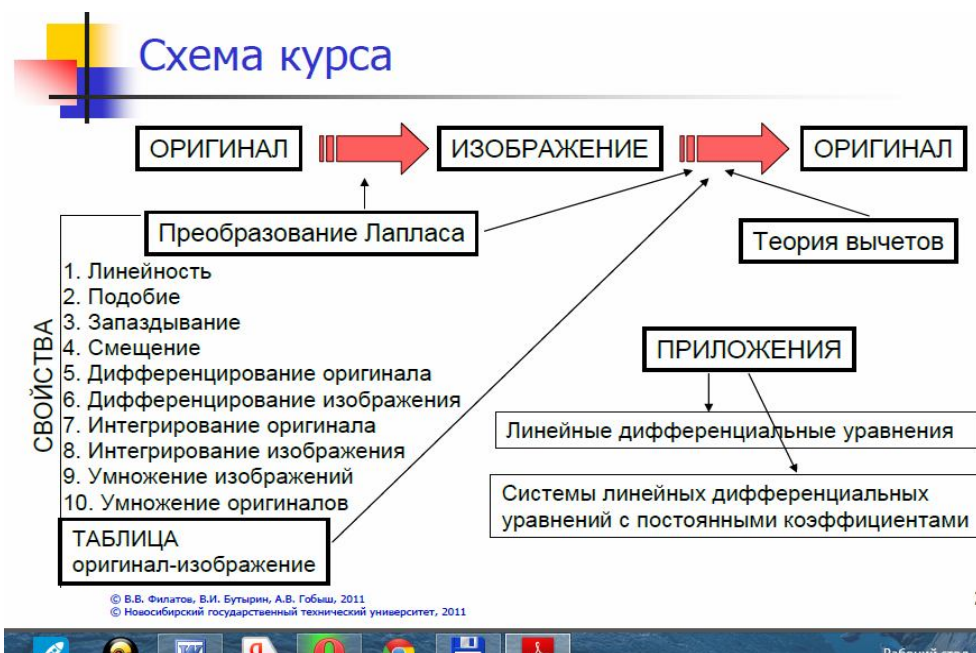 Схема курса
ОРИГИНАЛ
ИЗОБРАЖЕНИЕ
ОРИГИНАЛ
Преобразование Лапласа
Теория вычетов
СВОЙСТВА
1. Линейность
2. Подобие
3. Запаздывание
4. Смещение
5. Дифференцирование оригинала
6. Дифференцирование изображения
7. Интегрирование оригинала
8. Интегрирование изображения
9. Умножение изображений
10. Умножение оригиналов
ТАБЛИЦА
оригинал-изображение
ПРИЛОЖЕНИЯ
Линейные дифференциальные уравнения
Системы линейных дифференциальных
уравнений с постоянными коэффициентами
© В.В. Филатов, В.И. Бутырин, А.В. Гобыш, 2011
© Новосибирский государственный технический университет, 2011
Рабочий стол